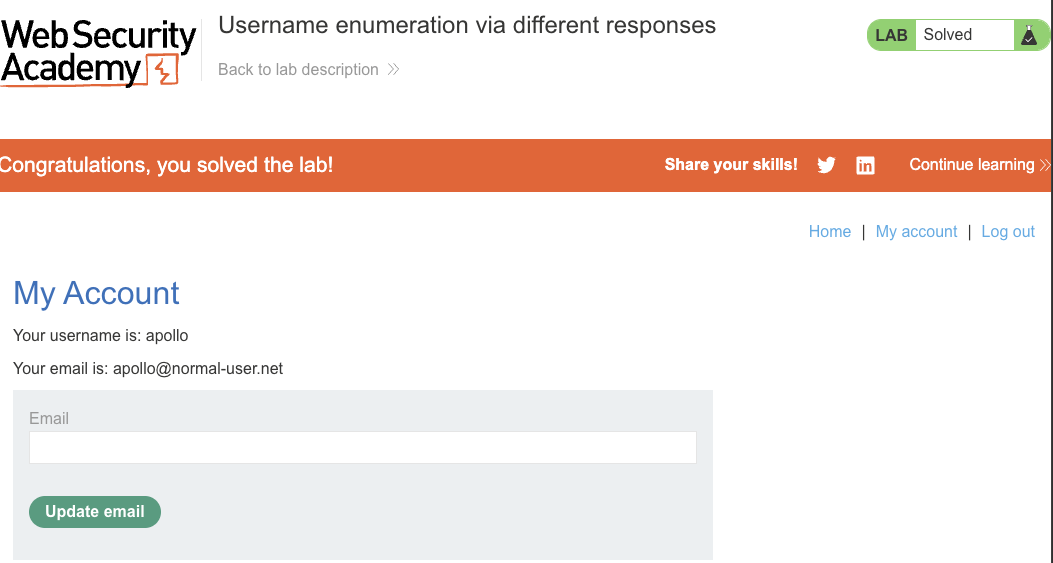 Web Security
Academy
Username enumeration via different responses
Back to lab description
LAB Solved
Congratulations, you solved the lab!
Share your skills!
Continue learning
Home | My account | Log out
My Account
Your username is: apollo
Your email is: apollo@normal-user.net
Email
Update email